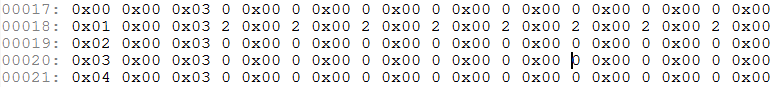 00017: 0x00 0x00 0x03 0 0x00 0 0x00 0 0x00 0 0x00 0 0x00 0 0x00 0 0x00 0 0x00
00018: 0x01 0x00 0x03 2 0x00 2 0x00 2 0x00 2 0x00 2 0x00 2 0x00 2 0x00 2 0x00
00019: 0x02 0x00 0x03 0 0x00 0 0x00 0 0x00 0 0x00 0 0x00 0 0x00 0 0x00 0 0x00
00020: 0x03 0x00 0x03 0 0x00 0 0x00 0 0x00 0 0x00 0 0x00 0 0x00 0 0x00 0 0x00
00021: 0x04 0x00 0x03 0 0x00 0 0x00 0 0x00 0 0x00 0 0x00 0 0x00 0 0x00 0 0x00